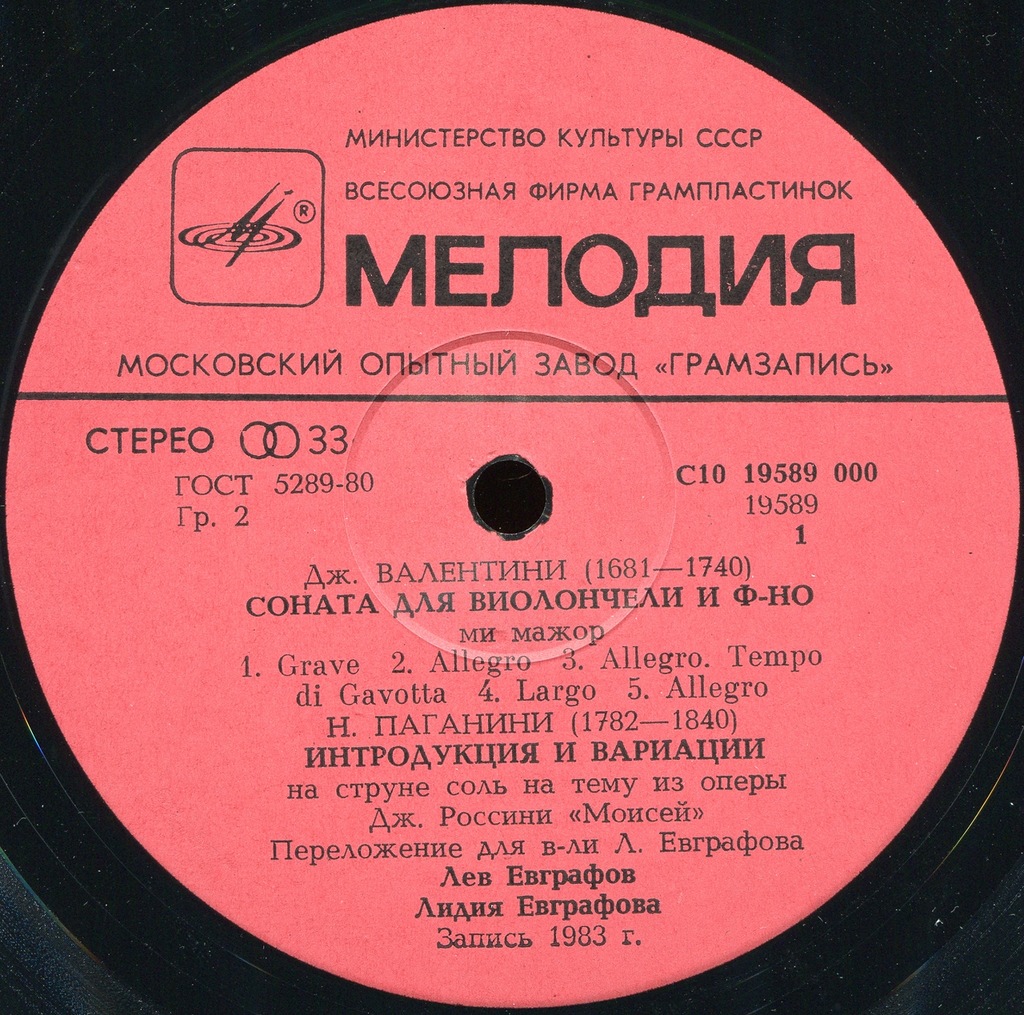 МИНИСТЕРСТВО КУЛЬТУРЫ СССР
ВСЕСОЮЗНАЯ ФИРМА ГРАМПЛАСТИНОК
®
МЕЛОДИЯ
МОСКОВСКИЙ ОПЫТНЫЙ ЗАВОД «ГРАМЗАПИСЬ»
СТЕРЕО 33
ГОСТ 5289-80
Гр. 2
С10 19589 000
19589
1
Дж. ВАЛЕНТИНИ (1681—1740)
СОНАТА ДЛЯ ВИОЛОНЧЕЛИ И Ф-НО
ми мажор
1. Grave 2. Allegro 3. Allegro. Tempo
di Gavotta 4. Largo 5. Allegro
Н. ПАГАНИНИ (1782—1840)
ИНТРОДУКЦИЯ И ВАРИАЦИИ
на струне соль на тему из оперы
Дж. Россини «Моисей»
Переложение для в-ли Л. Евграфова
Лев Евграфов
Лидия Евграфова
Запись 1983 г.